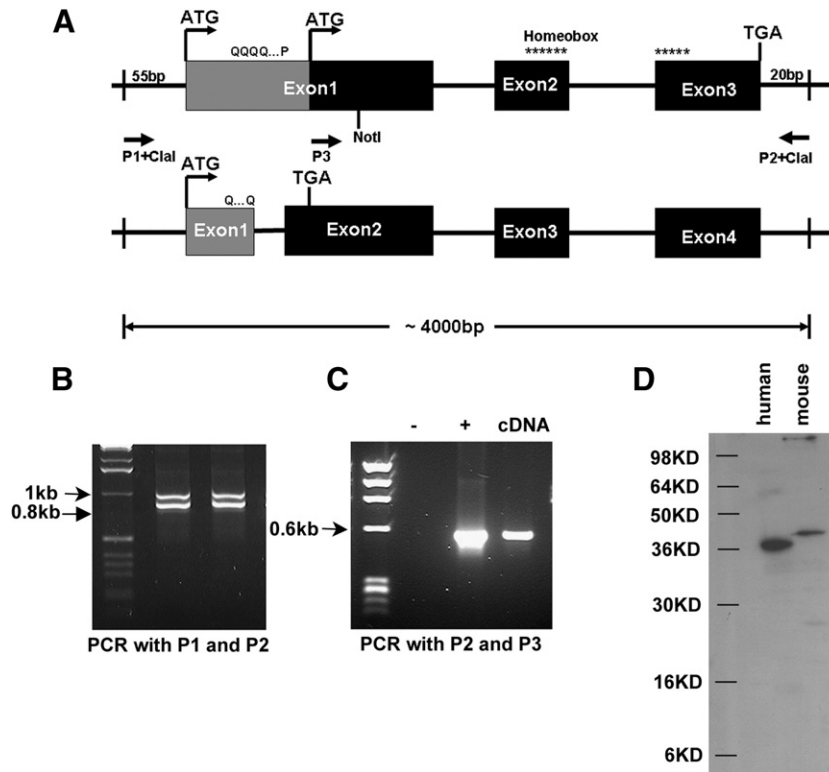 A
ATG
QQQQ...P
ATG
Homeobox
******
*****
TGA
55bp
Exon1
Exon2
Exon3
20bp
NotI
P1+ClaI
P3
P2+ClaI
ATG
Q...Q
TGA
Exon1
Exon2
Exon3
Exon4
~ 4000bp
B
1kb
0.8kb
PCR with P1 and P2
C
- + cDNA
0.6kb
PCR with P2 and P3
D
human
mouse
98KD
64KD
50KD
36KD
30KD
16KD
6KD